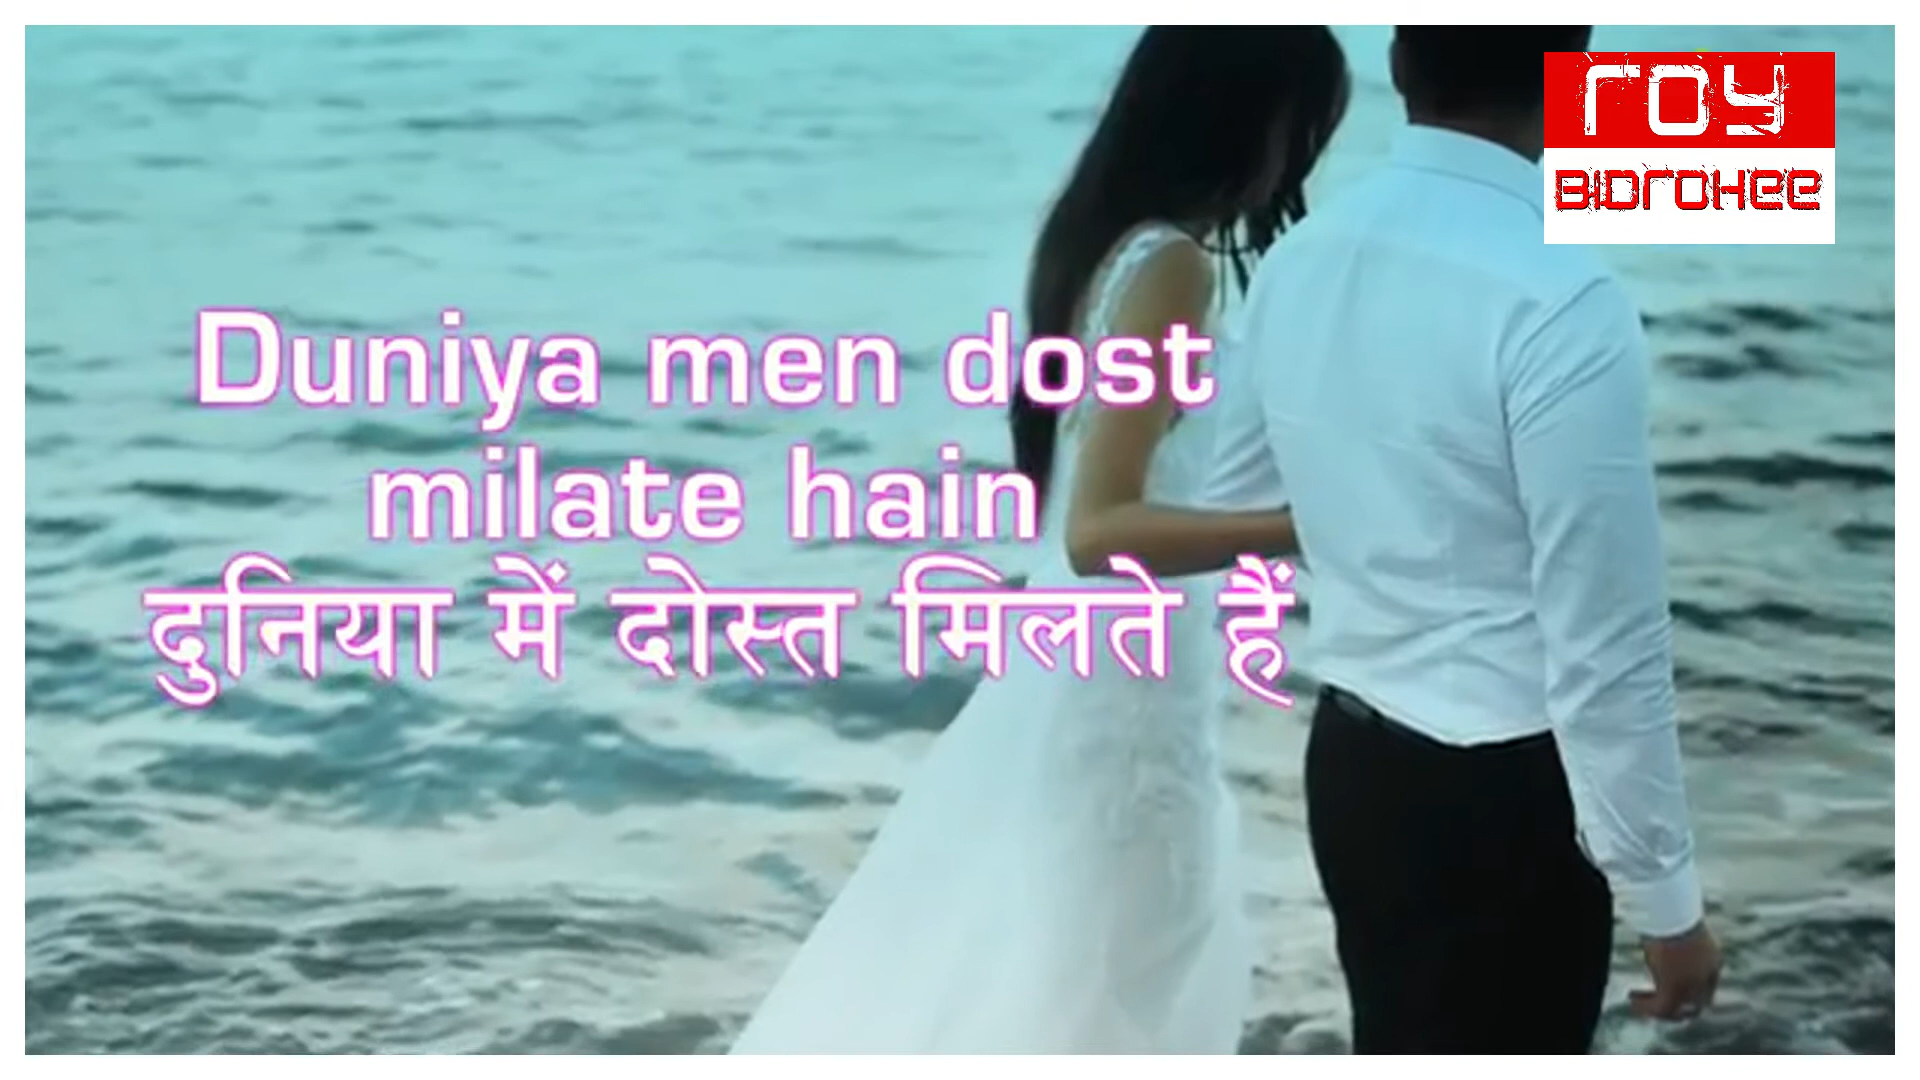 roy
BIDrOHEE
Duniya men dost
milate hain
दुनिया में दोस्त मिलते हैं